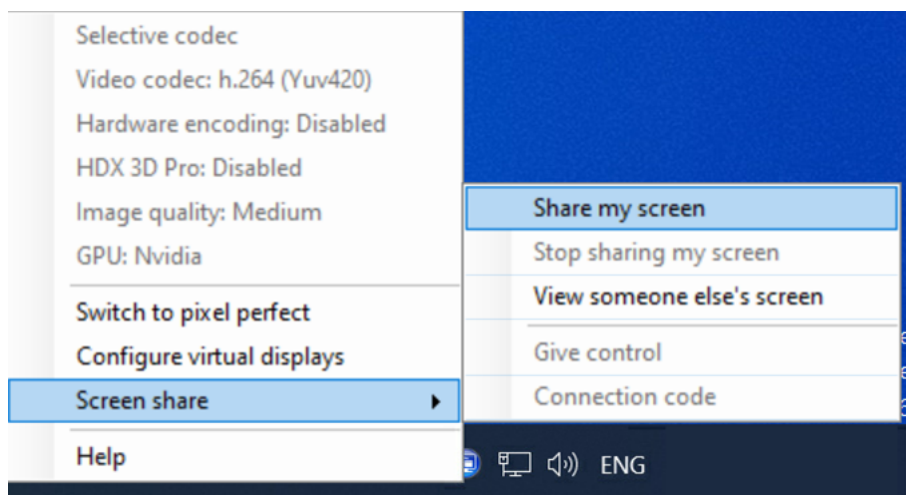 Selective codec
Video codec: h.264 (Yuv420)
Hardware encoding: Disabled
HDX 3D Pro: Disabled
Image quality: Medium
GPU: Nvidia
Switch to pixel perfect
Configure virtual displays
Screen share
Help
Share my screen
Stop sharing my screen
View someone else's screen
Give control
Connection code
ENG